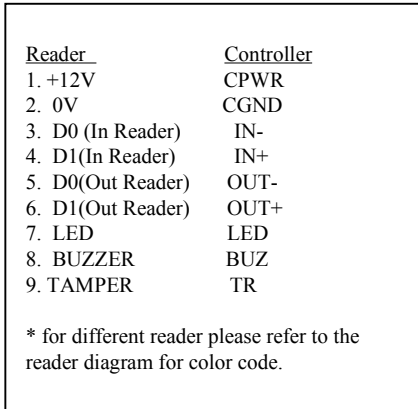 Reader Controller
1. +12V CPWR
2. 0V CGND
3. D0 (In Reader) IN-
4. D1(In Reader) IN+
5. D0(Out Reader) OUT-
6. D1(Out Reader) OUT+
7. LED LED
8. BUZZER BUZ
9. TAMPER TR
* for different reader please refer to the
reader diagram for color code.